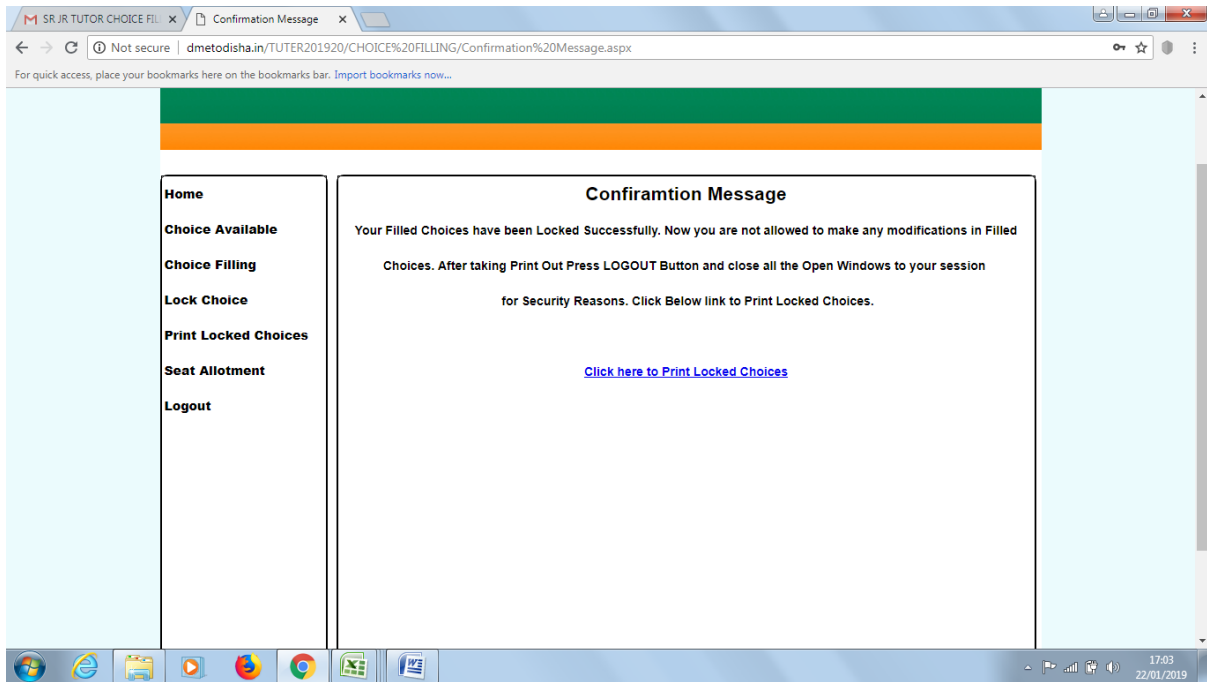 SR JR TUTOR CHOICE FIL
Confirmation Message
Not secure | dmetodisha.in/TUTER201920/CHOICE%20FILLING/Confirmation%20Message.aspx
For quick access, place your bookmarks here on the bookmarks bar. Import bookmarks now...
Home
Choice Available
Choice Filling
Lock Choice
Print Locked Choices
Seat Allotment
Logout
Confiramtion Message
Your Filled Choices have been Locked Successfully. Now you are not allowed to make any modifications in Filled
Choices. After taking Print Out Press LOGOUT Button and close all the Open Windows to your session
for Security Reasons. Click Below link to Print Locked Choices.
Click here to Print Locked Choices
17:03
22/01/2019